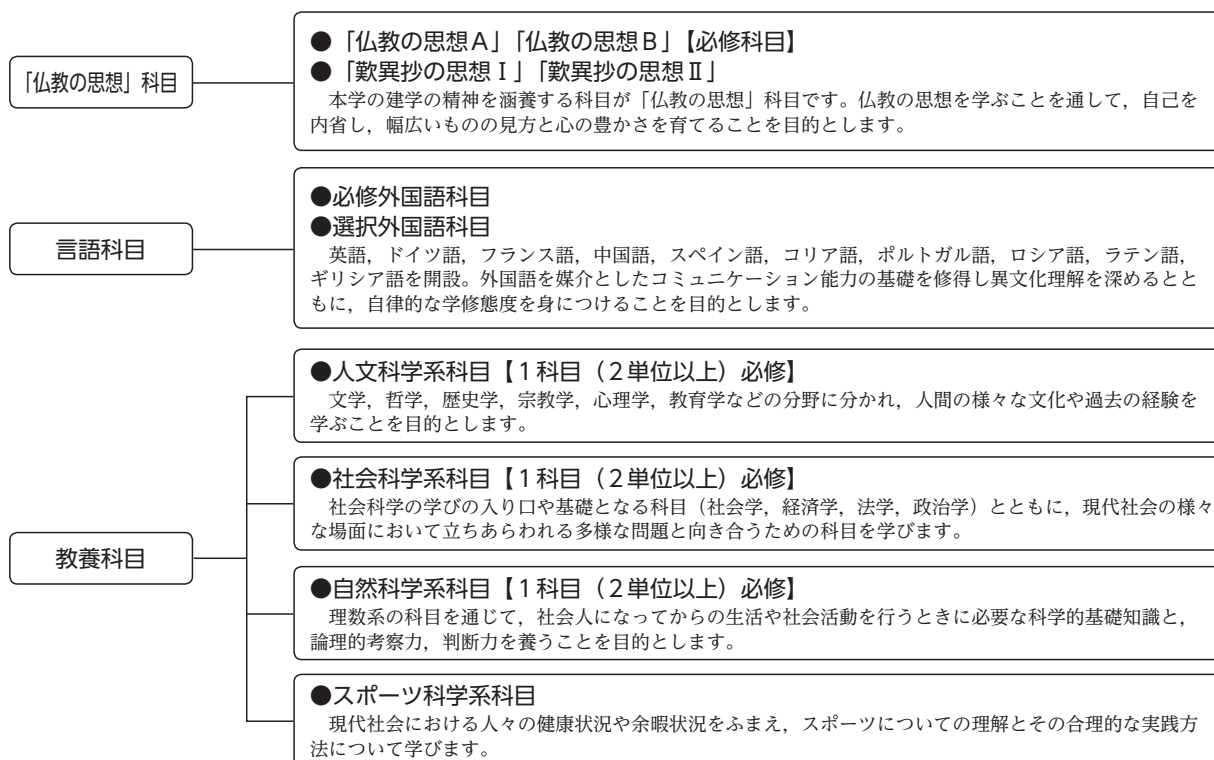 「仏教の思想」科目
●「仏教の思想A」「仏教の思想B」【必修科目】
●「歎異抄の思想Ⅰ」「歎異抄の思想Ⅱ」
本学の建学の精神を涵養する科目が「仏教の思想」科目です。仏教の思想を学ぶことを通して，自己を
内省し，幅広いものの見方と心の豊かさを育てることを目的とします。
言語科目
●必修外国語科目
●選択外国語科目
英語，ドイツ語，フランス語，中国語，スペイン語，コリア語，ポルトガル語，ロシア語，ラテン語，
ギリシア語を開設。外国語を媒介としたコミュニケーション能力の基礎を修得し異文化理解を深めるとと
もに，自律的な学修態度を身につけることを目的とします。
教養科目
●人文科学系科目【１科目（２単位以上）必修】
文学，哲学，歴史学，宗教学，心理学，教育学などの分野に分かれ，人間の様々な文化や過去の経験を
学ぶことを目的とします。
●社会科学系科目【１科目（２単位以上）必修】
社会科学の学びの入り口や基礎となる科目（社会学，経済学，法学，政治学）とともに，現代社会の様々
な場面において立ちあらわれる多様な問題と向き合うための科目を学びます。
●自然科学系科目【１科目（２単位以上）必修】
理数系の科目を通じて，社会人になってからの生活や社会活動を行うときに必要な科学的基礎知識と，
論理的考察力，判断力を養うことを目的とします。
●スポーツ科学系科目
現代社会における人々の健康状況や余暇状況をふまえ，スポーツについての理解とその合理的な実践方
法について学びます。